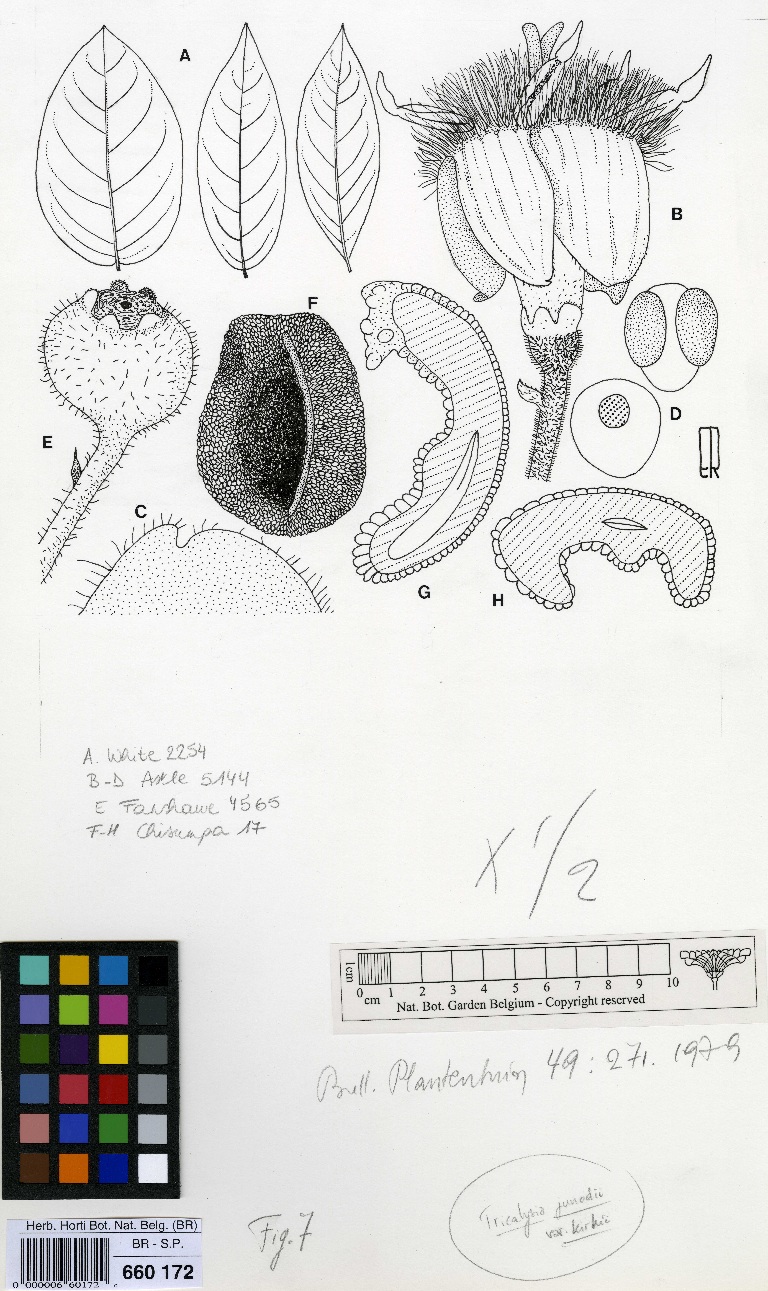 A
B
F
E
D
C
G
H
A. White 2254
B-D Astle 5144
E Fanshawe 4565
F-H Chisumpa 17
X 1/2
1cm
0 1 2 3 4 5 6 7 8 9 10
cm
Nat. Bot. Garden Belgium - Copyright reserved
Bull. Plantentuin 49: 271. 1979
Fig. 7
Tricalysia junodii
var. kirkii
Herb. Horti Bot. Nat. Belg. (BR)
BR - S.P.
660 172
0 000006 60172